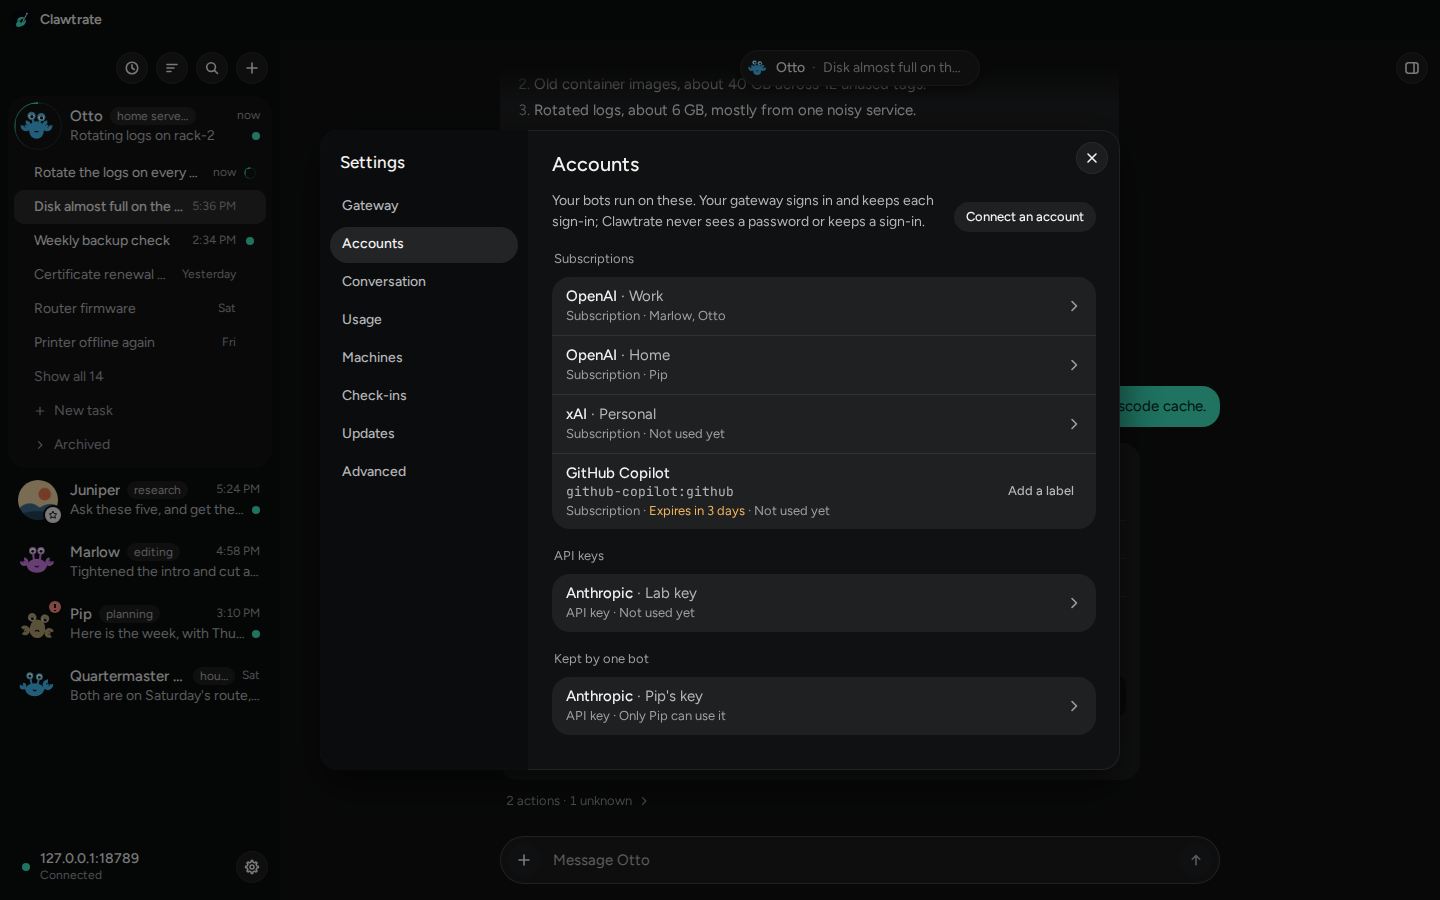 Clawtrate
Otto · Disk almost full on th...
Otto home serve... now
Rotating logs on rack-2
Rotate the logs on every ... now
Disk almost full on the ... 5:36 PM
Weekly backup check 2:34 PM
Certificate renewal ... Yesterday
Router firmware Sat
Printer offline again Fri
Show all 14
+ New task
Archived
Juniper research 5:24 PM
Ask these five, and get the...
Marlow editing 4:58 PM
Tightened the intro and cut a...
Pip planning 3:10 PM
Here is the week, with Thu...
Quartermaster ... hou... Sat
Both are on Saturday's route,...
127.0.0.1:18789
Connected
2. Old container images, about 40 GB across 12 unused tags.
3. Rotated logs, about 6 GB, mostly from one noisy service.
scode cache.
Settings
Gateway
Accounts
Conversation
Usage
Machines
Check-ins
Updates
Advanced
Accounts
Your bots run on these. Your gateway signs in and keeps each
sign-in; Clawtrate never sees a password or keeps a sign-in.
Connect an account
Subscriptions
OpenAI · Work
Subscription · Marlow, Otto
OpenAI · Home
Subscription · Pip
xAI · Personal
Subscription · Not used yet
GitHub Copilot
github-copilot:github
Subscription · Expires in 3 days · Not used yet
Add a label
API keys
Anthropic · Lab key
API key · Not used yet
Kept by one bot
Anthropic · Pip's key
API key · Only Pip can use it
2 actions · 1 unknown
Message Otto